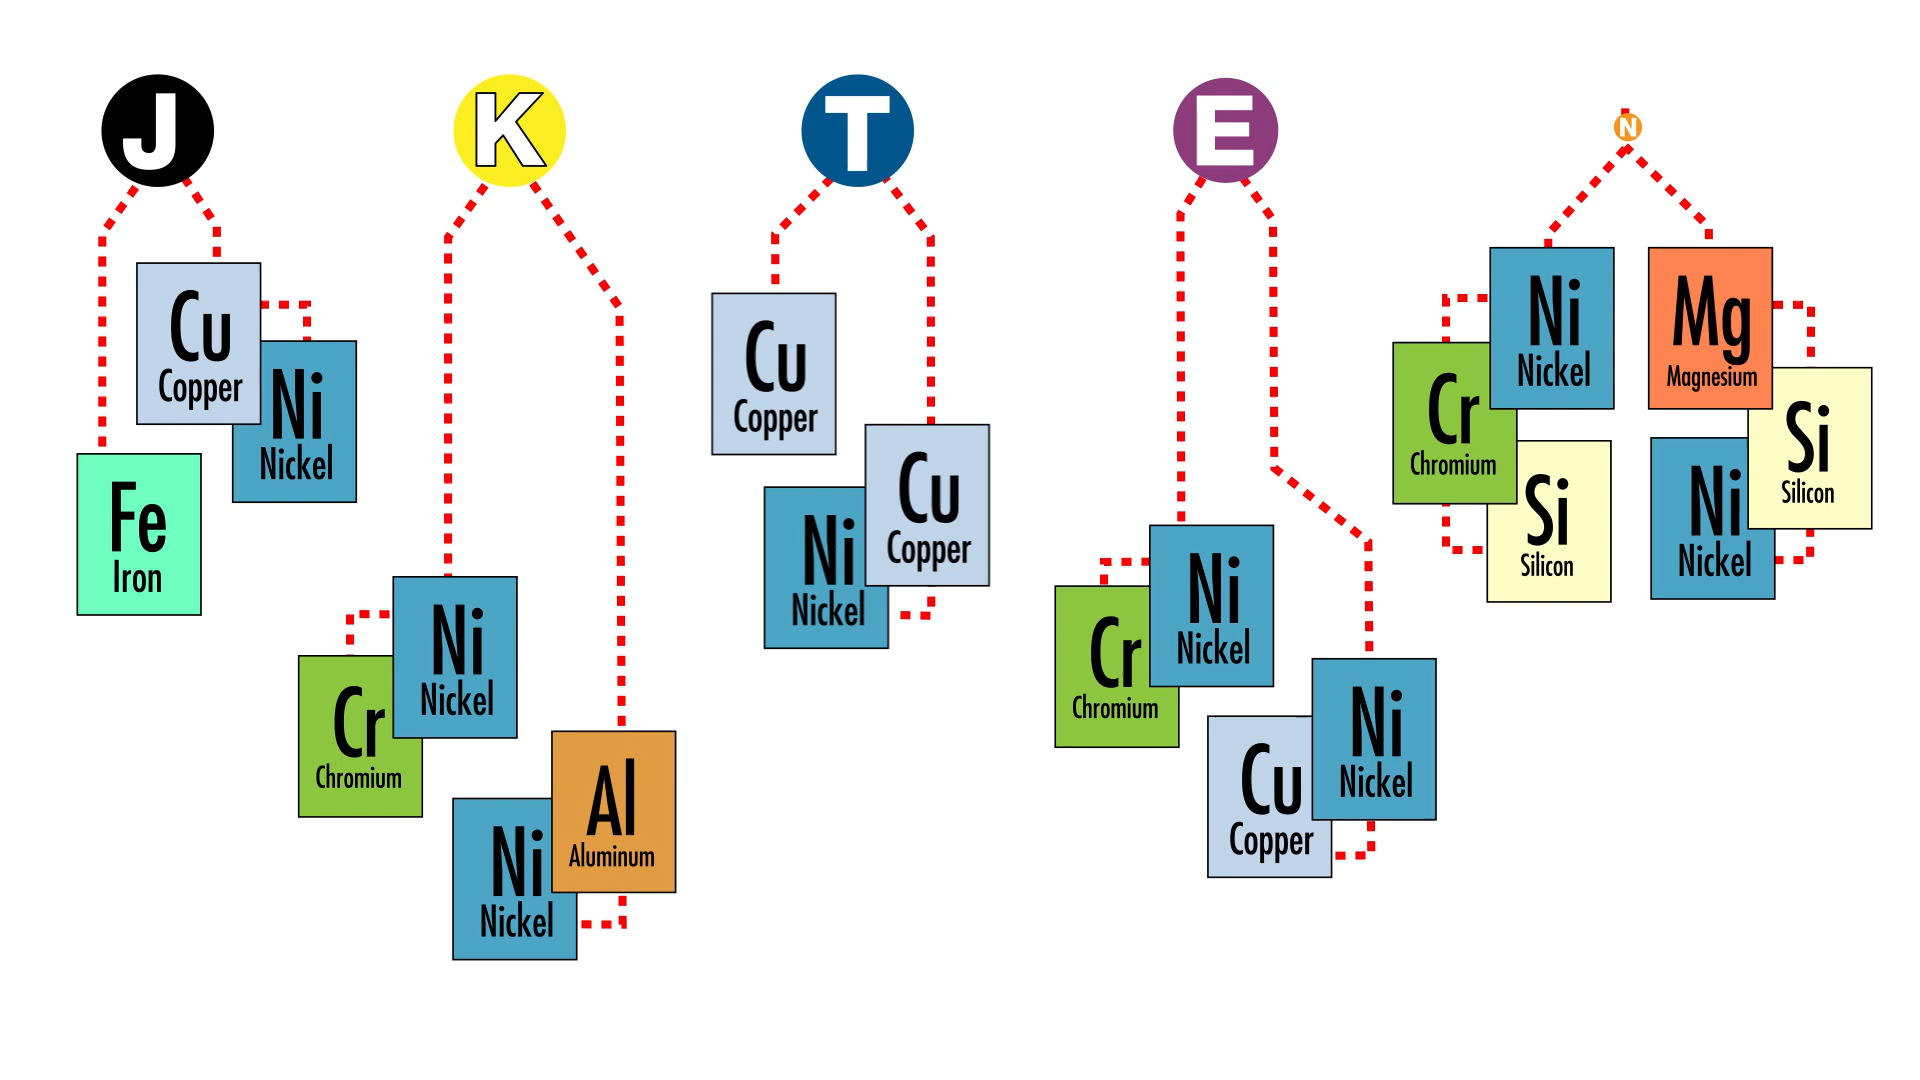 J
Cu
Copper
Ni
Nickel
Fe
Iron
K
Ni
Nickel
Cr
Chromium
Al
Aluminum
Ni
Nickel
T
Cu
Copper
Cu
Copper
Ni
Nickel
E
Ni
Nickel
Cr
Chromium
Ni
Nickel
Cu
Copper
N
Ni
Nickel
Cr
Chromium
Si
Silicon
Mg
Magnesium
Si
Silicon
Ni
Nickel